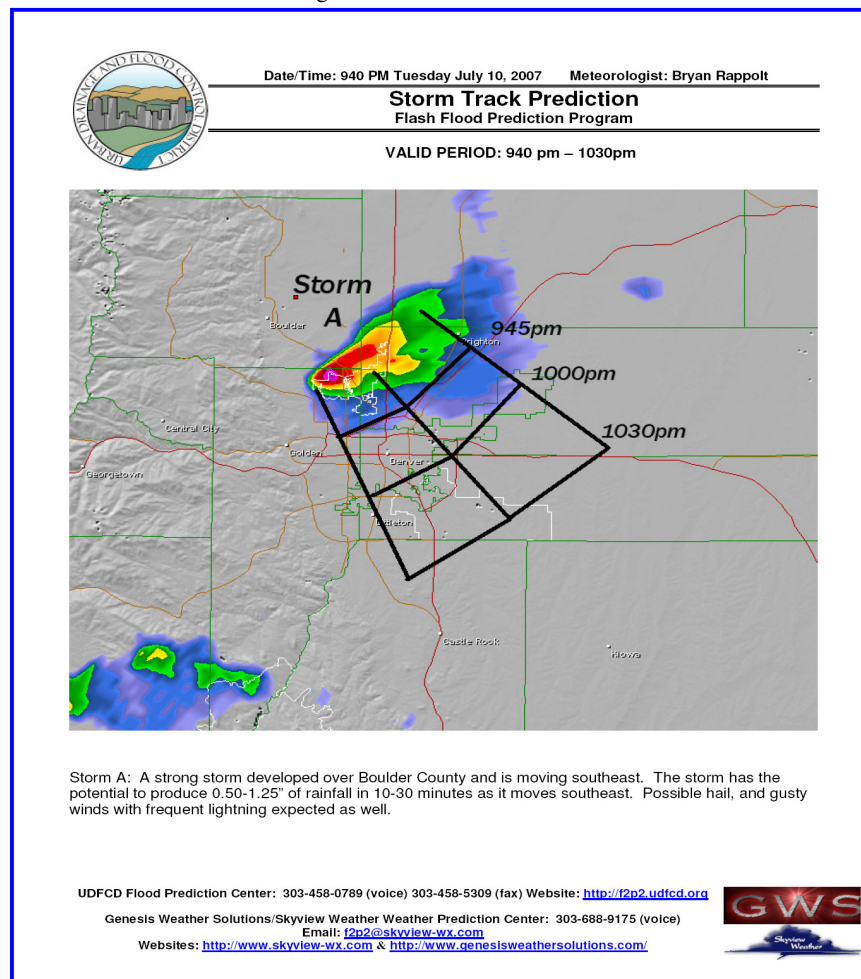 Date/Time: 940 PM Tuesday July 10, 2007 Meteorologist: Bryan Rappolt
URBAN DRAINAGE AND FLOOD CONTROL DISTRICT
Storm Track Prediction
Flash Flood Prediction Program
VALID PERIOD: 940 pm – 1030pm
Storm
A
Boulder
945pm
Brighton
1000pm
Central City
1030pm
Golden
Denver
Georgetown
Littleton
Castle Rock
Kiowa
Storm A: A strong storm developed over Boulder County and is moving southeast. The storm has the
potential to produce 0.50-1.25” of rainfall in 10-30 minutes as it moves southeast. Possible hail, and gusty
winds with frequent lightning expected as well.
UDFCD Flood Prediction Center: 303-458-0789 (voice) 303-458-5309 (fax) Website: http://f2p2.udfcd.org
Genesis Weather Solutions/Skyview Weather Weather Prediction Center: 303-688-9175 (voice)
Email: f2p2@skyview-wx.com
Websites: http://www.skyview-wx.com & http://www.genesisweathersolutions.com/
GWS
Skyview
Weather